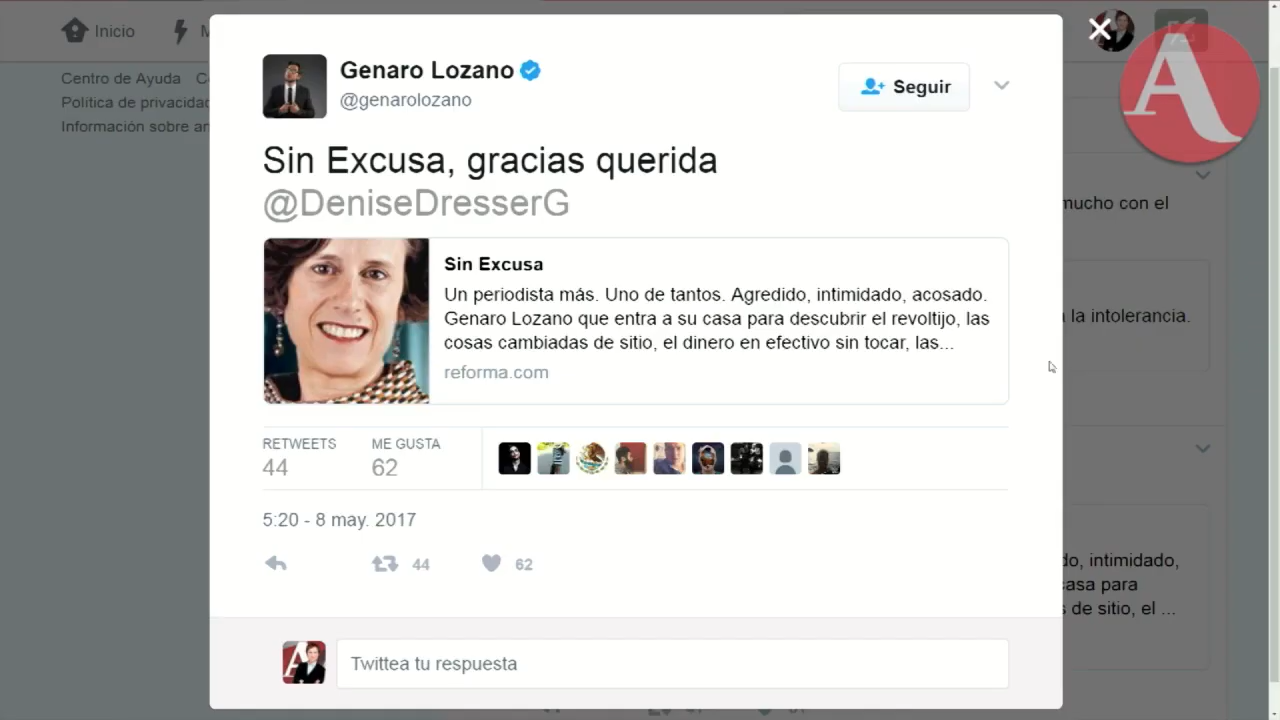 Inicio
Centro de Ayuda
Politica de privacidad
Información sobre
Genaro Lozano
@genarolozano
Seguir
Sin Excusa, gracias querida
@DeniseDresserG
Sin Excusa
Un periodista más. Uno de tantos. Agredido, intimidado, acosado.
Genaro Lozano que entra a su casa para descubrir el revoltijo, las
cosas cambiadas de sitio, el dinero en efectivo sin tocar, las...
reforma.com
RETWEETS
ME GUSTA
44
62
5:20 - 8 may. 2017
44
62
Twittea tu respuesta
A
mucho con el
la intolerancia.
intimidado,
casa para
de sitio, el ...